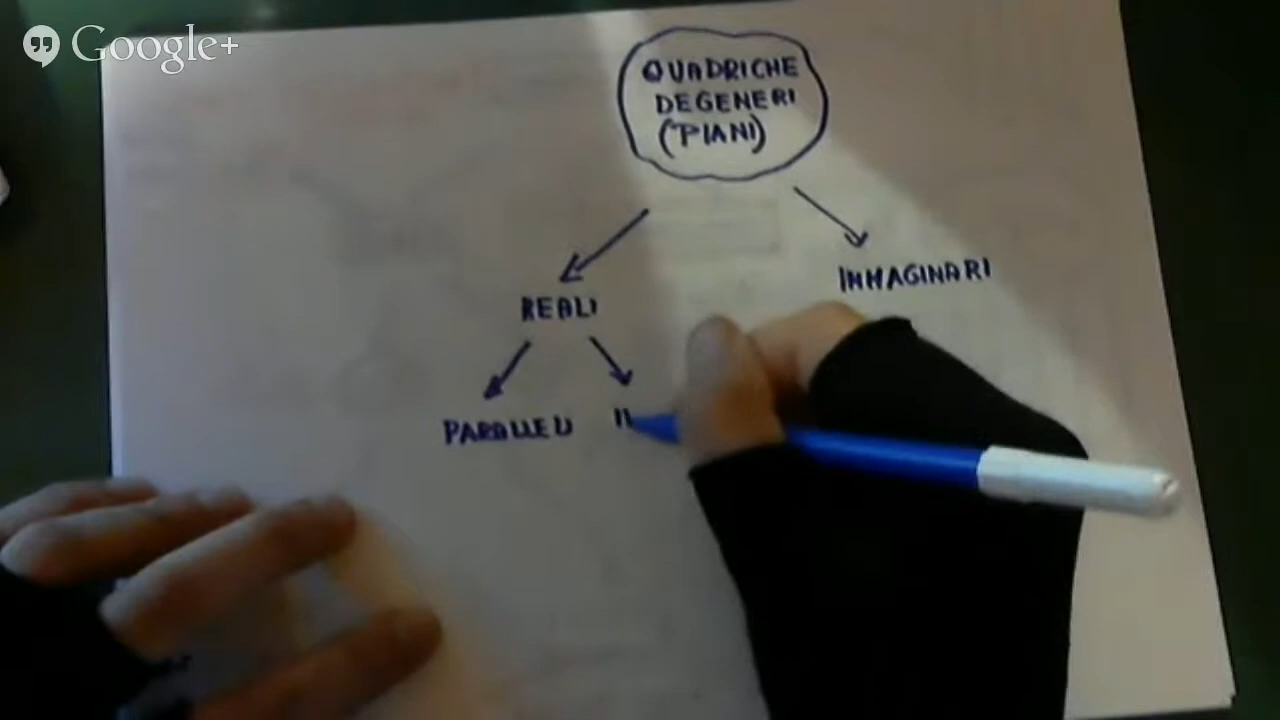 Google+
QUADRICHE
DEGENERI
(PIANI)
IMMAGINARI
REALI
PARALLELI